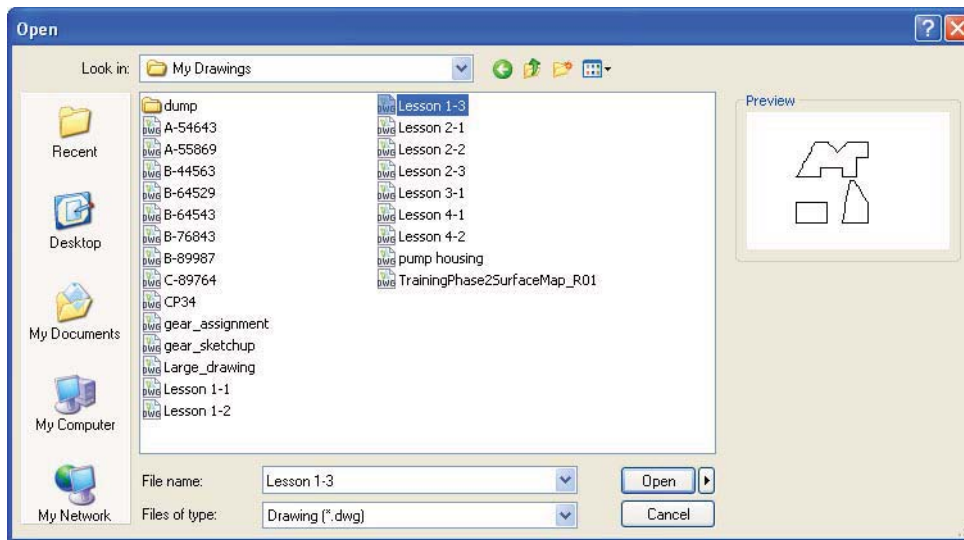 Open
Look in: My Drawings
Recent
Desktop
My Documents
My Computer
My Network
dump
A-54643
A-55869
B-44563
B-64529
B-64543
B-76843
B-89987
C-89764
CP34
gear_assignment
gear_sketchup
Large_drawing
Lesson 1-1
Lesson 1-2
Lesson 1-3
Lesson 2-1
Lesson 2-2
Lesson 2-3
Lesson 3-1
Lesson 4-1
Lesson 4-2
pump housing
TrainingPhase2SurfaceMap_R01
Preview
File name: Lesson 1-3 Open
Files of type: Drawing (*.dwg) Cancel